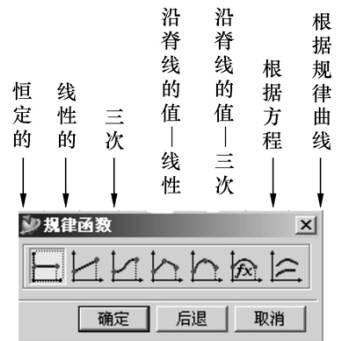 恒定的
线性的
三次
沿脊线的值—线性
沿脊线的值—三次
根据方程
根据规律曲线
规律函数
fx
确定
后退
取消